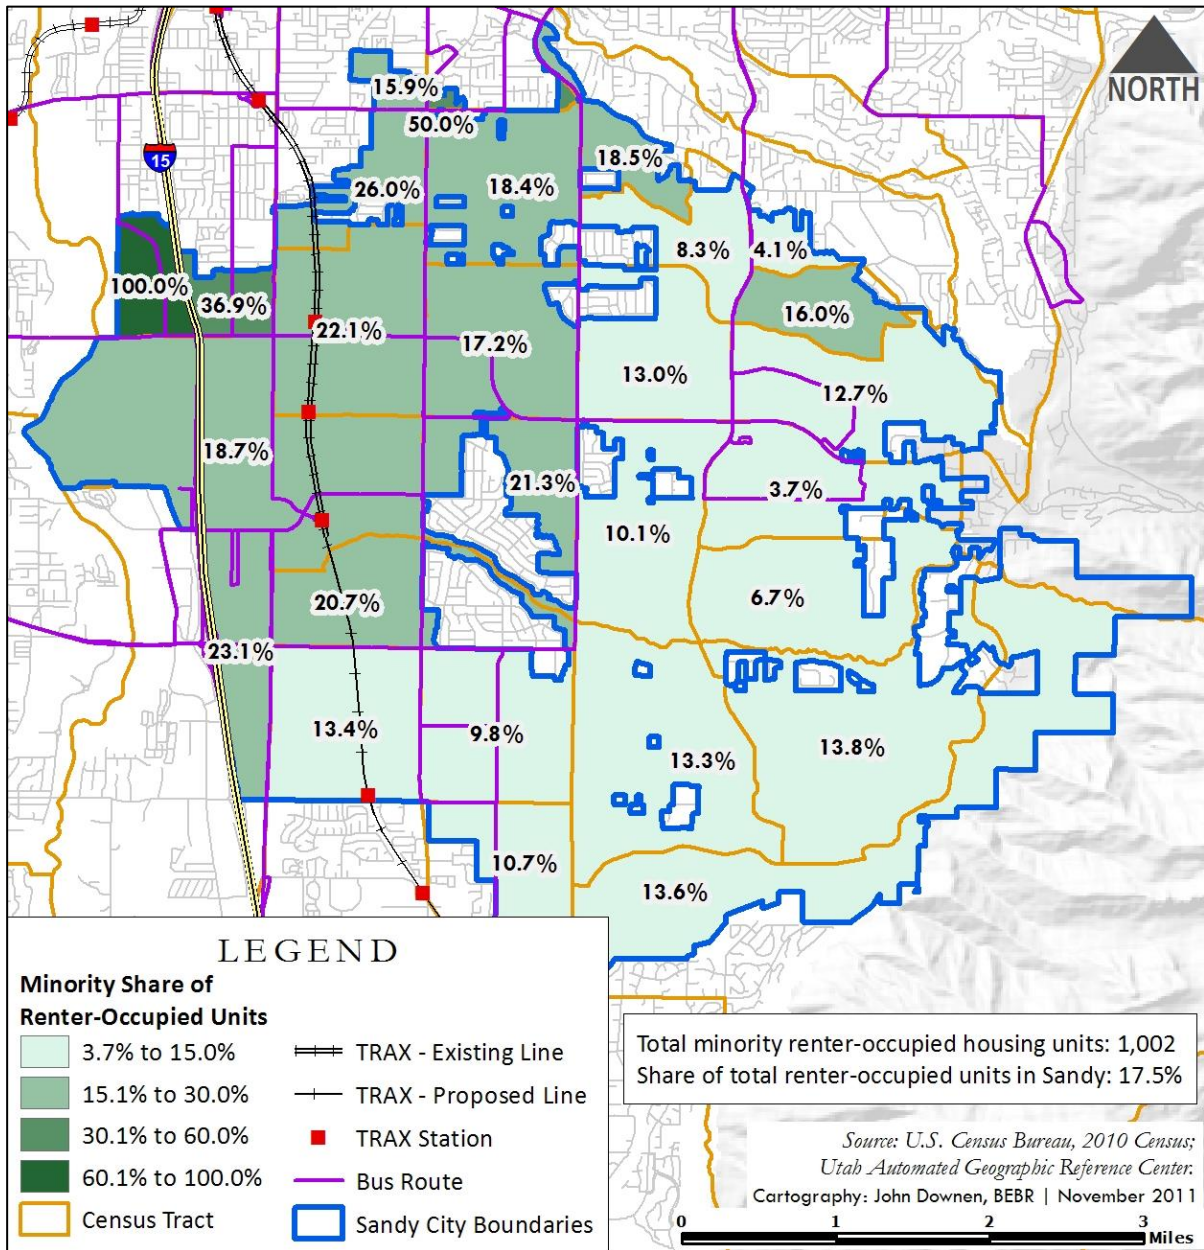 NORTH
15.9%
50.0%
15
18.5%
26.0%
18.4%
8.3%
4.1%
100.0%
36.9%
16.0%
22.1%
17.2%
13.0%
12.7%
18.7%
21.3%
3.7%
10.1%
20.7%
6.7%
23.1%
13.4%
9.8%
13.3%
13.8%
10.7%
13.6%
LEGEND
Minority Share of
Renter-Occupied Units
3.7% to 15.0%
15.1% to 30.0%
30.1% to 60.0%
60.1% to 100.0%
Census Tract
TRAX - Existing Line
TRAX - Proposed Line
TRAX Station
Bus Route
Sandy City Boundaries
Total minority renter-occupied housing units: 1,002
Share of total renter-occupied units in Sandy: 17.5%
Source: U.S. Census Bureau, 2010 Census;
Utah Automated Geographic Reference Center.
Cartography: John Downen, BEBR | November 2011
0 1 2 3
Miles